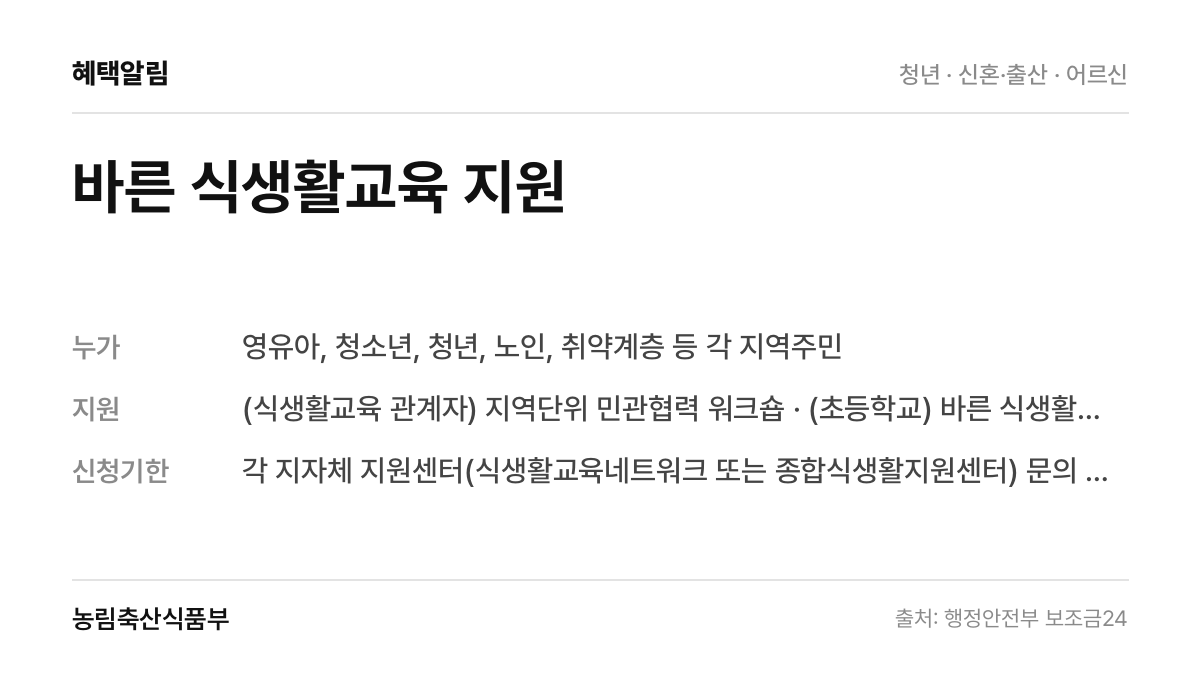 혜택알림
청년 · 신혼·출산 · 어르신
바른 식생활교육 지원
누가 영유아, 청소년, 청년, 노인, 취약계층 등 각 지역주민
지원 (식생활교육 관계자) 지역단위 민관협력 워크숍 · (초등학교) 바른 식생활...
신청기한 각 지자체 지원센터(식생활교육네트워크 또는 종합식생활지원센터) 문의 ...
농림축산식품부
출처: 행정안전부 보조금24